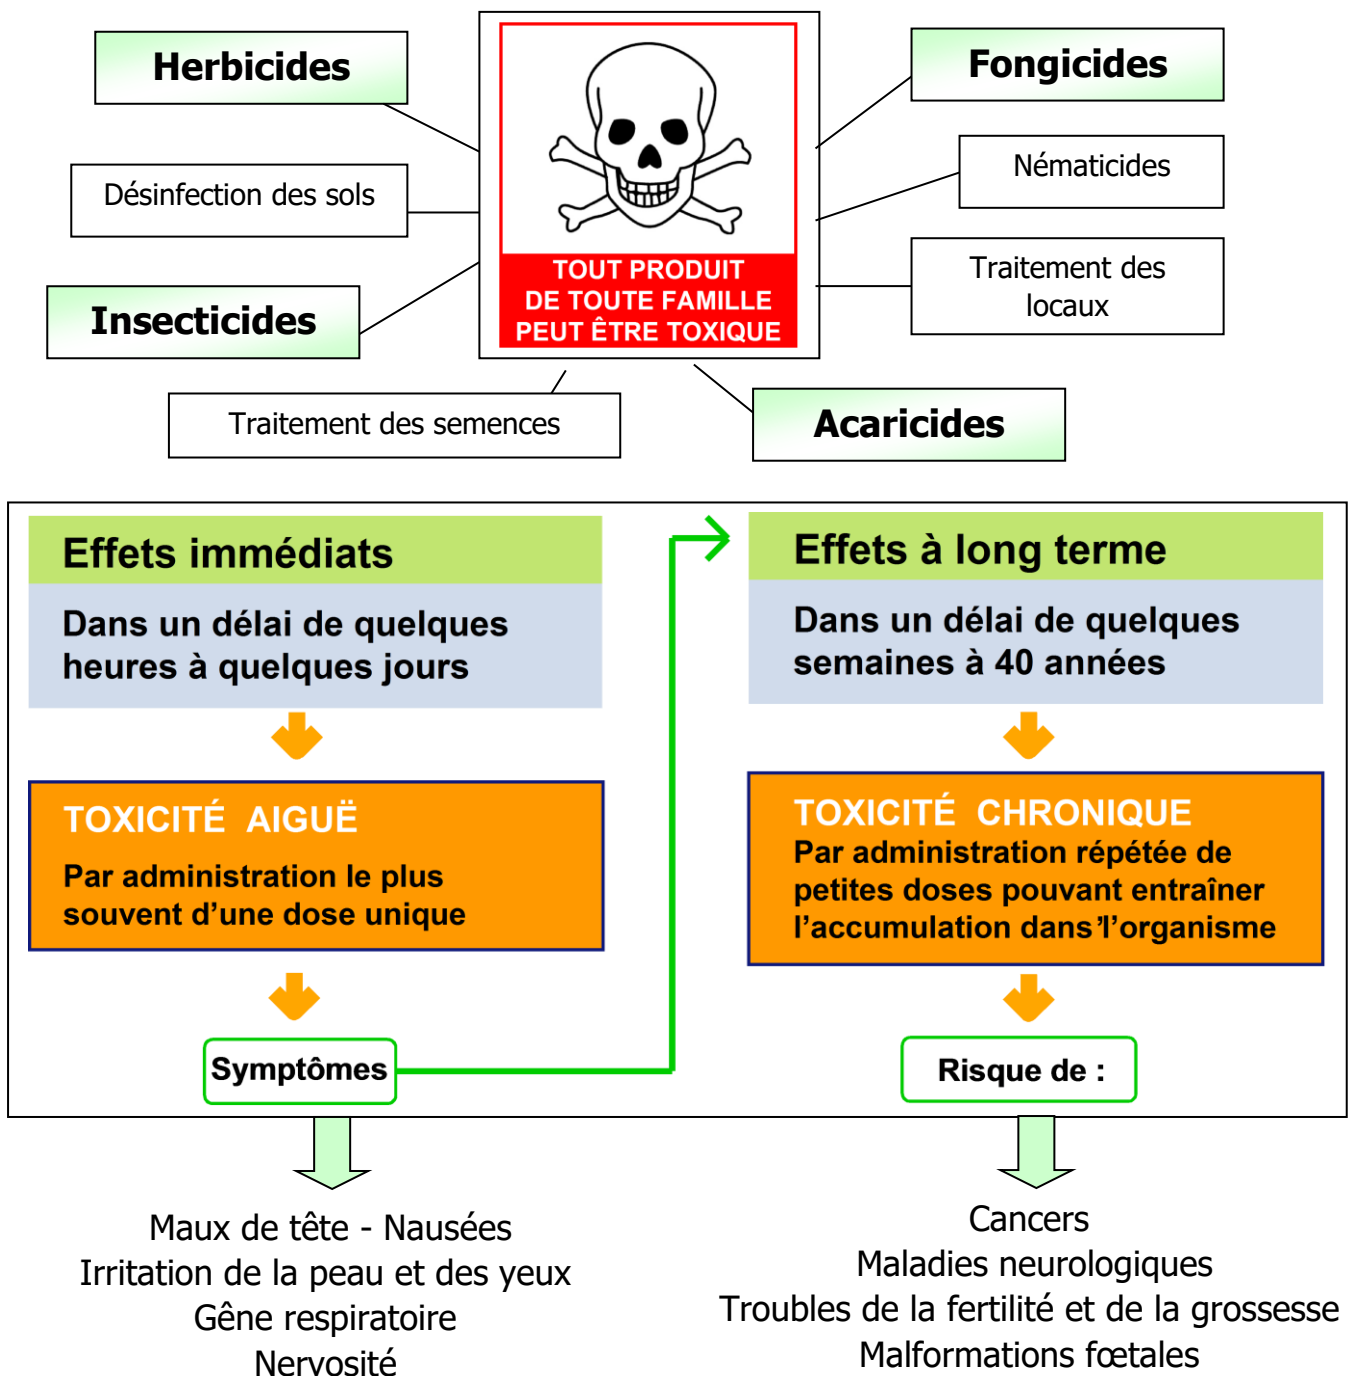 Herbicides
Fongicides
Désinfection des sols
Nématicides
Insecticides
Traitement des
locaux
TOUT PRODUIT
DE TOUTE FAMILLE
PEUT ÊTRE TOXIQUE
Traitement des semences
Acaricides
Effets immédiats
Dans un délai de quelques
heures à quelques jours
TOXICITÉ AIGUË
Par administration le plus
souvent d’une dose unique
Symptômes
Maux de tête - Nausées
Irritation de la peau et des yeux
Gêne respiratoire
Nervosité
Effets à long terme
Dans un délai de quelques
semaines à 40 années
TOXICITÉ CHRONIQUE
Par administration répétée de
petites doses pouvant entraîner
l’accumulation dans’l’organisme
Risque de :
Cancers
Maladies neurologiques
Troubles de la fertilité et de la grossesse
Malformations fœtales